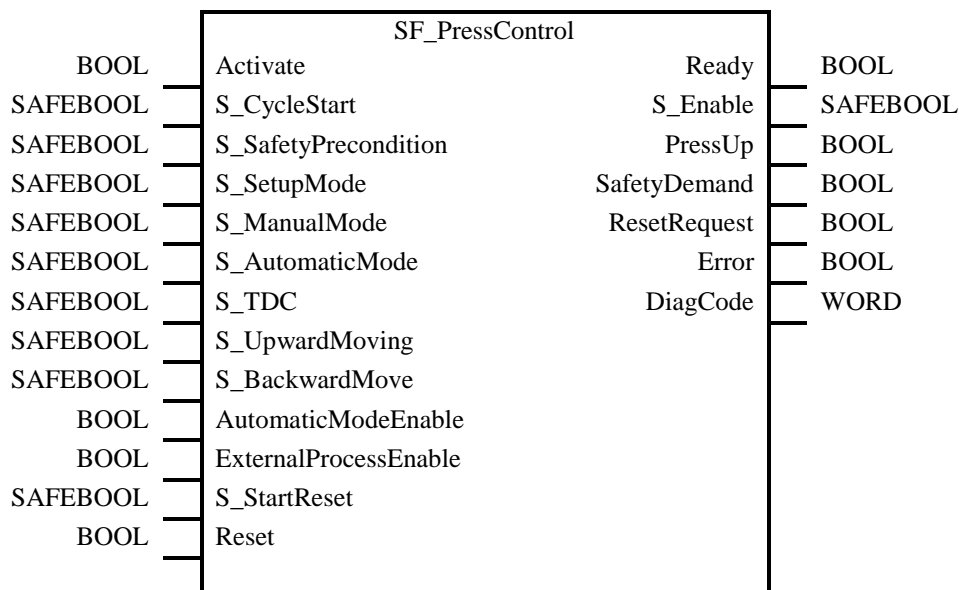 SF_PressControl
BOOL Activate Ready BOOL
SAFEBOOL S_CycleStart S_Enable SAFEBOOL
SAFEBOOL S_SafetyPrecondition PressUp BOOL
SAFEBOOL S_SetupMode SafetyDemand BOOL
SAFEBOOL S_ManualMode ResetRequest BOOL
SAFEBOOL S_AutomaticMode Error BOOL
SAFEBOOL S_TDC DiagCode WORD
SAFEBOOL S_UpwardMoving
SAFEBOOL S_BackwardMove
BOOL AutomaticModeEnable
BOOL ExternalProcessEnable
SAFEBOOL S_StartReset
BOOL Reset